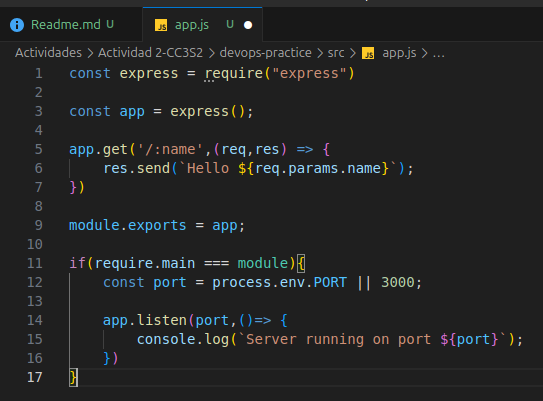 Readme.md U
JS app.js U
Actividades > Actividad 2-CC3S2 > devops-practice > src > JS app.js > ...
1 const express = require("express")
2
3 const app = express();
4
5 app.get('/:name',(req,res) => {
6     res.send(`Hello ${req.params.name}`);
7 })
8
9 module.exports = app;
10
11 if(require.main === module){
12     const port = process.env.PORT || 3000;
13
14     app.listen(port,()=> {
15         console.log(`Server running on port ${port}`);
16     })
17 }